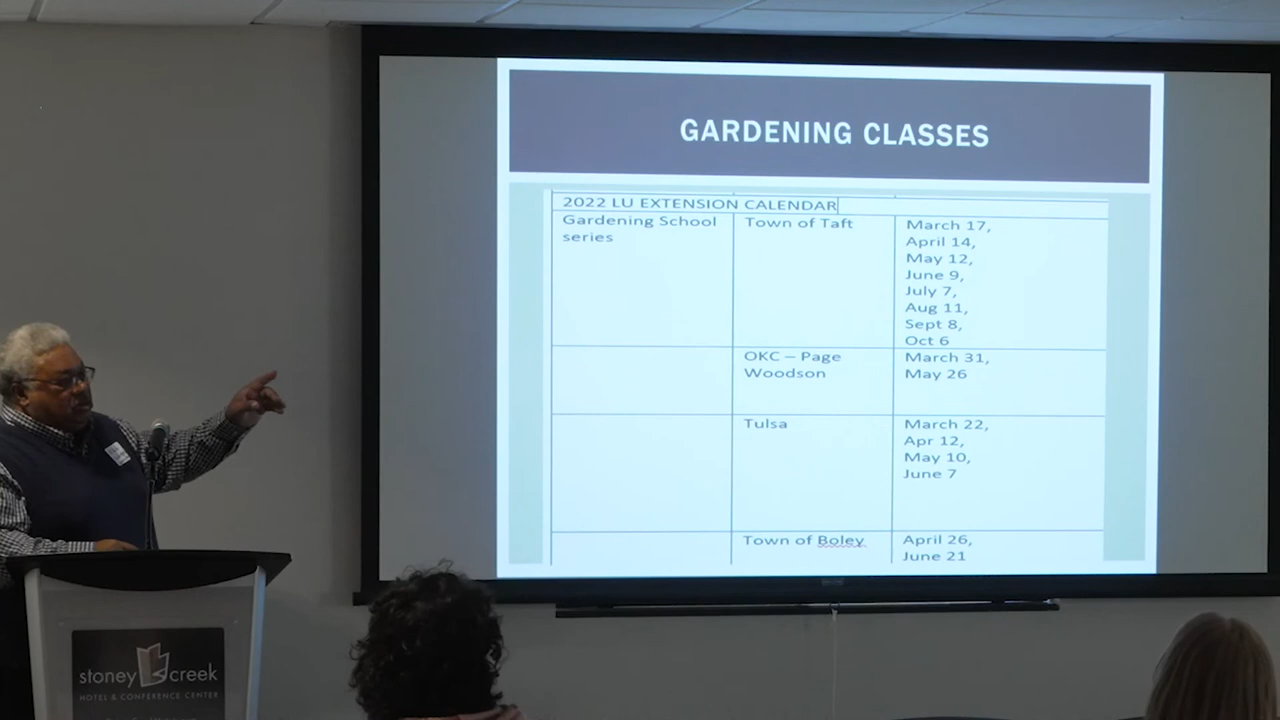 GARDENING CLASSES
2022 LU EXTENSION CALENDAR
Gardening School
series
Town of Taft
March 17,
April 14,
May 12,
June 9,
July 7,
Aug 11,
Sept 8,
Oct 6
OKC – Page
Woodson
March 31,
May 26
Tulsa
March 22,
Apr 12,
May 10,
June 7
Town of Boley
April 26,
June 21
stoney creek
HOTEL & CONFERENCE CENTER